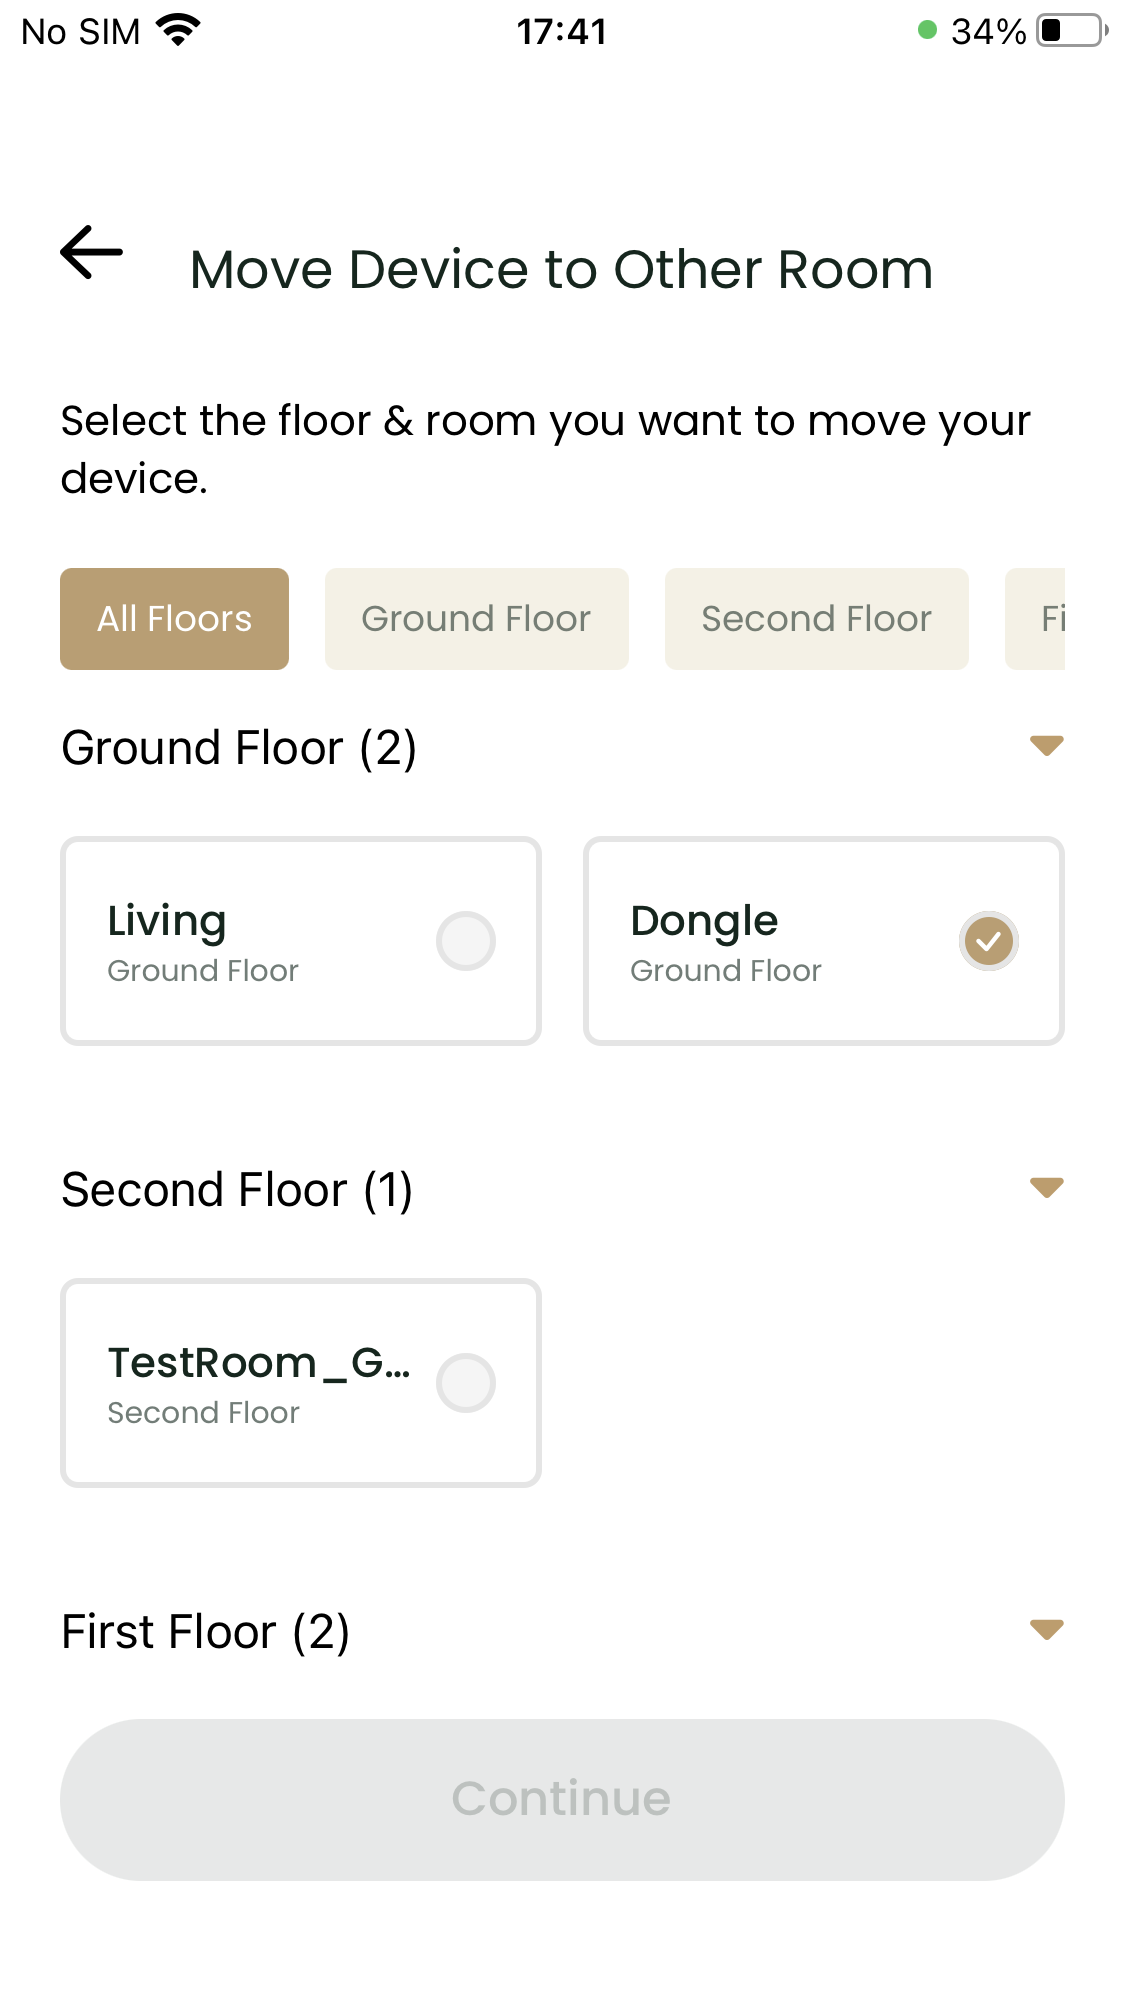 No SIM 17:41 34%
Move Device to Other Room
Select the floor & room you want to move your
device.
All Floors Ground Floor Second Floor Fi
Ground Floor (2)
Living Dongle
Ground Floor Ground Floor
Second Floor (1)
TestRoom_G...
Second Floor
First Floor (2)
Continue